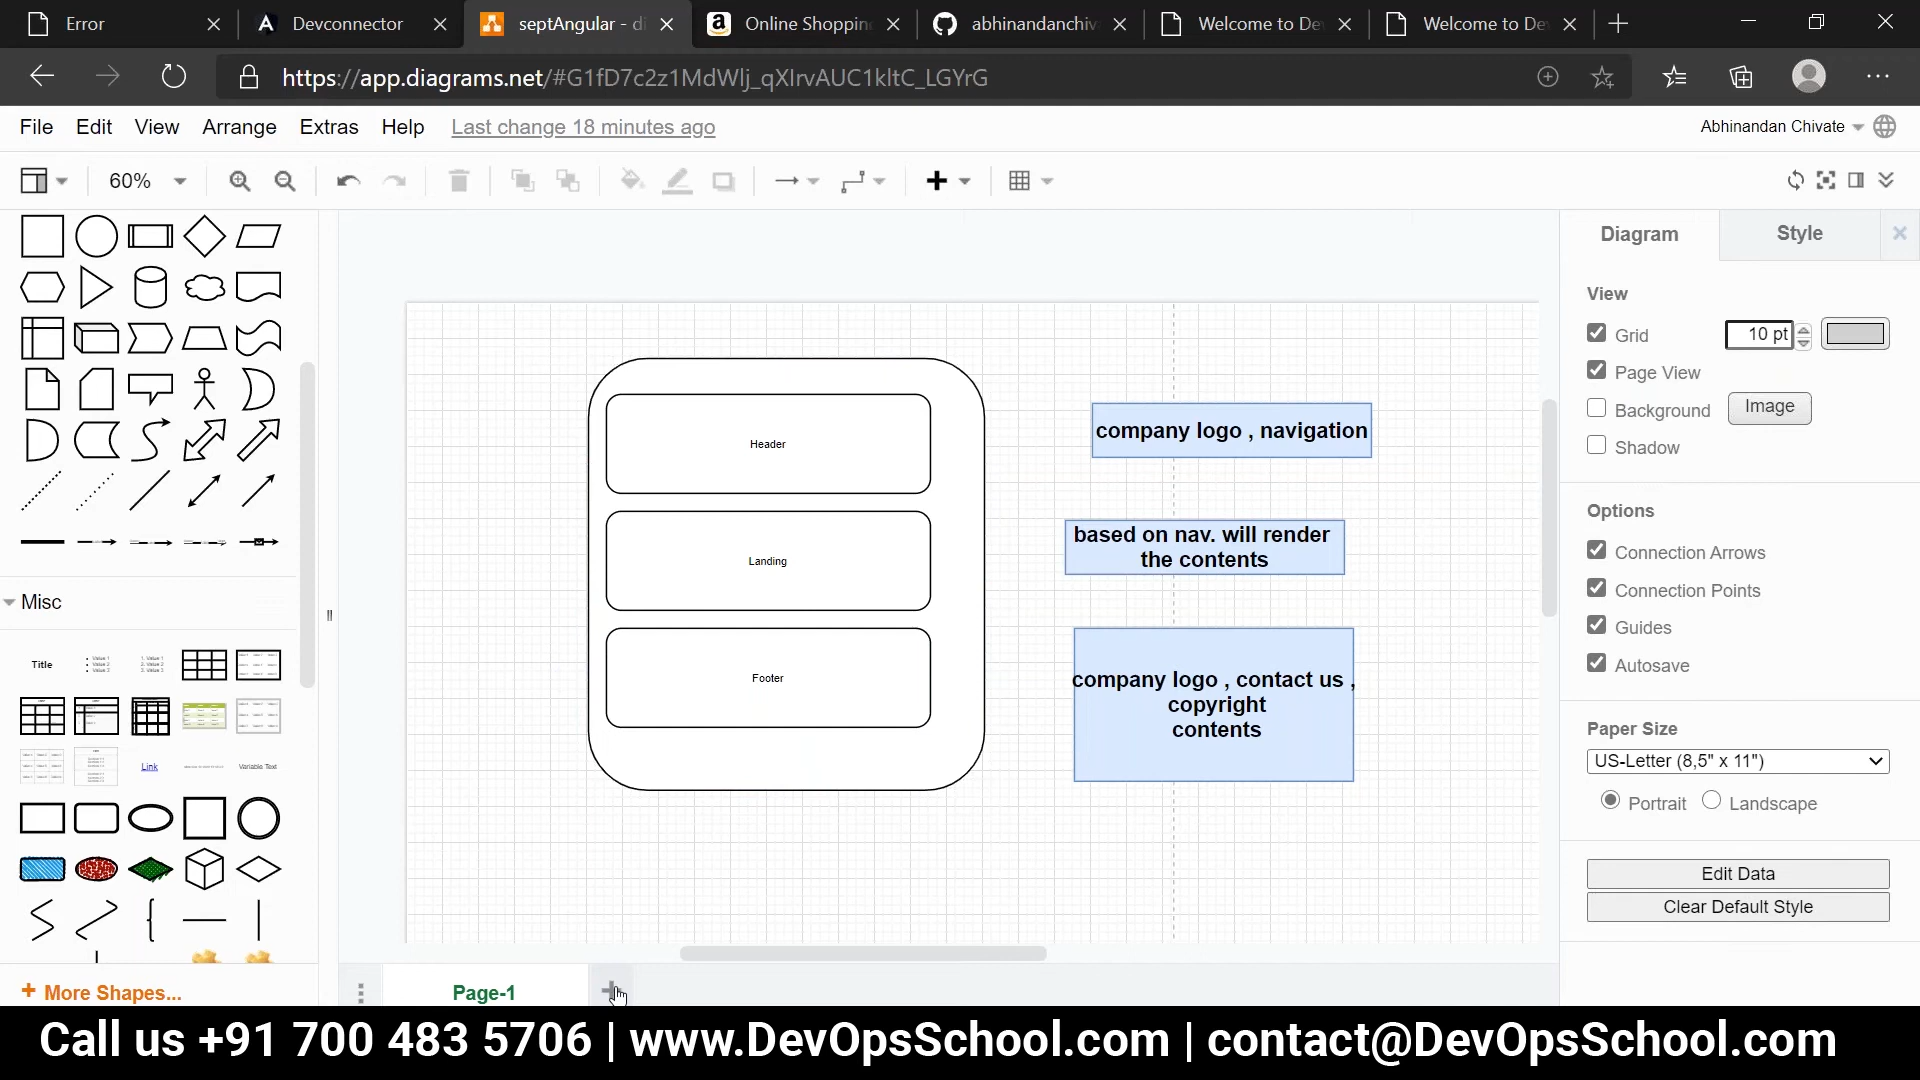 Error
Devconnector
septAngular - di
Online Shoppin
abhinandanchiv
Welcome to De
Welcome to De
https://app.diagrams.net/#G1fD7c2z1MdWlj_qXIrvAUC1kltC_LGYrG
File Edit View Arrange Extras Help Last change 18 minutes ago
Abhinandan Chivate
60%
Diagram
Style
View
Grid
10 pt
Page View
Background
Image
Shadow
Options
Connection Arrows
Connection Points
Guides
Autosave
Paper Size
US-Letter (8,5" x 11")
Portrait
Landscape
Edit Data
Clear Default Style
Misc
Title
Link
Variable Text
More Shapes...
Header
Landing
Footer
company logo , navigation
based on nav. will render
the contents
company logo , contact us ,
copyright
contents
Page-1
Call us +91 700 483 5706 | www.DevOpsSchool.com | contact@DevOpsSchool.com